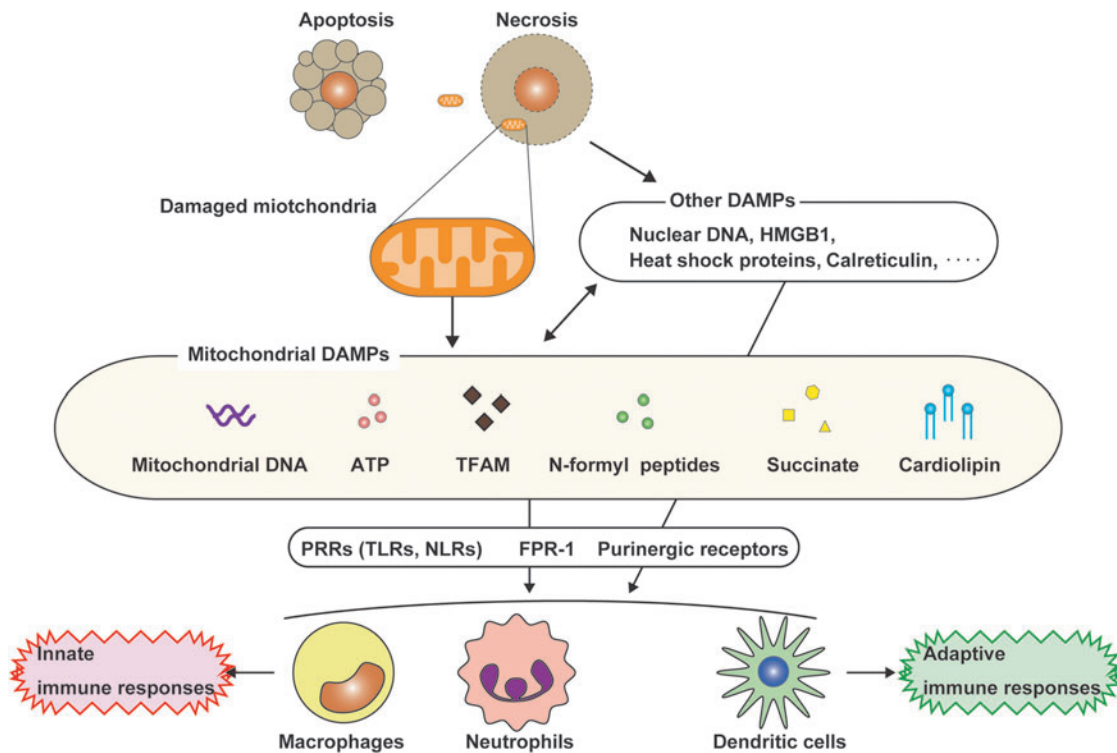 Apoptosis
Necrosis
Damaged miotchondria
Other DAMPs
Nuclear DNA, HMGB1,
Heat shock proteins, Calreticulin, ····
Mitochondrial DAMPs
Mitochondrial DNA
ATP
TFAM
N-formyl peptides
Succinate
Cardiolipin
PRRs (TLRs, NLRs)
FPR-1
Purinergic receptors
Innate
immune responses
Macrophages
Neutrophils
Dendritic cells
Adaptive
immune responses